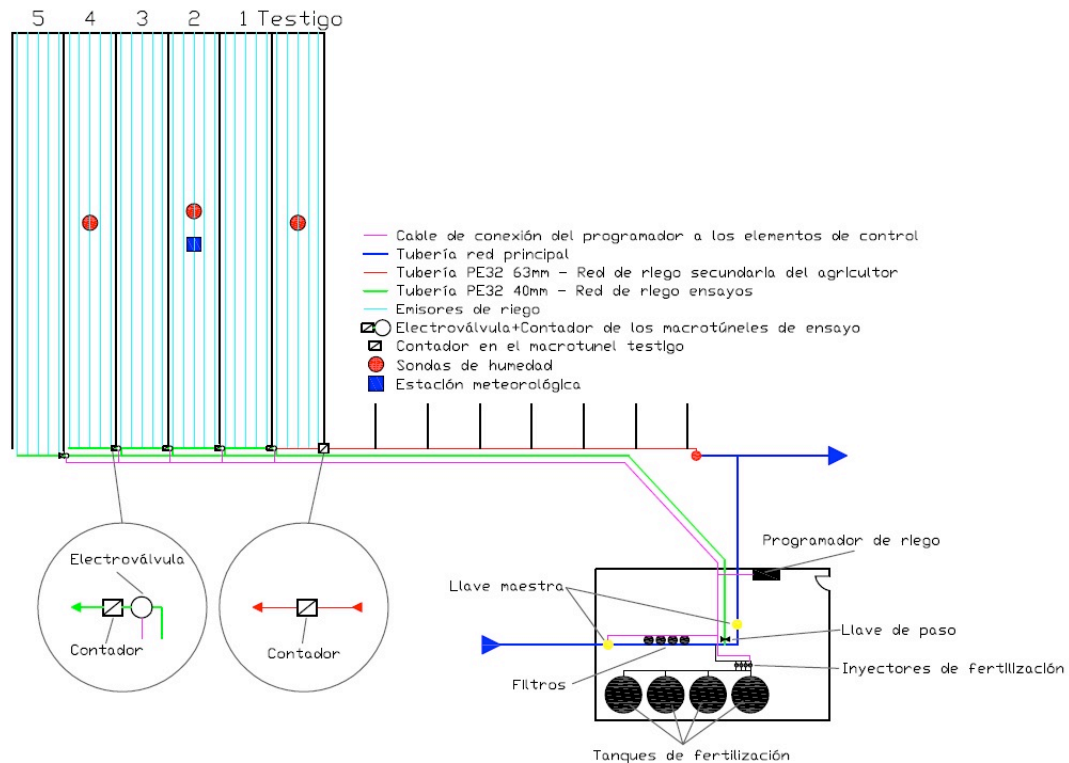 5 4 3 2 1 Testigo
Cable de conexión del programador a los elementos de control
Tubería red principal
Tubería PE32 63mm - Red de riego secundaria del agricultor
Tubería PE32 40mm - Red de riego ensayos
Emisores de riego
Electroválvula+Contador de los macrotúneles de ensayo
Contador en el macrotunel testigo
Sondas de humedad
Estación meteorológica
Programador de riego
Electroválvula
Llave maestra
Llave de paso
Contador
Contador
Inyectores de fertilización
Filtros
Tanques de fertilización